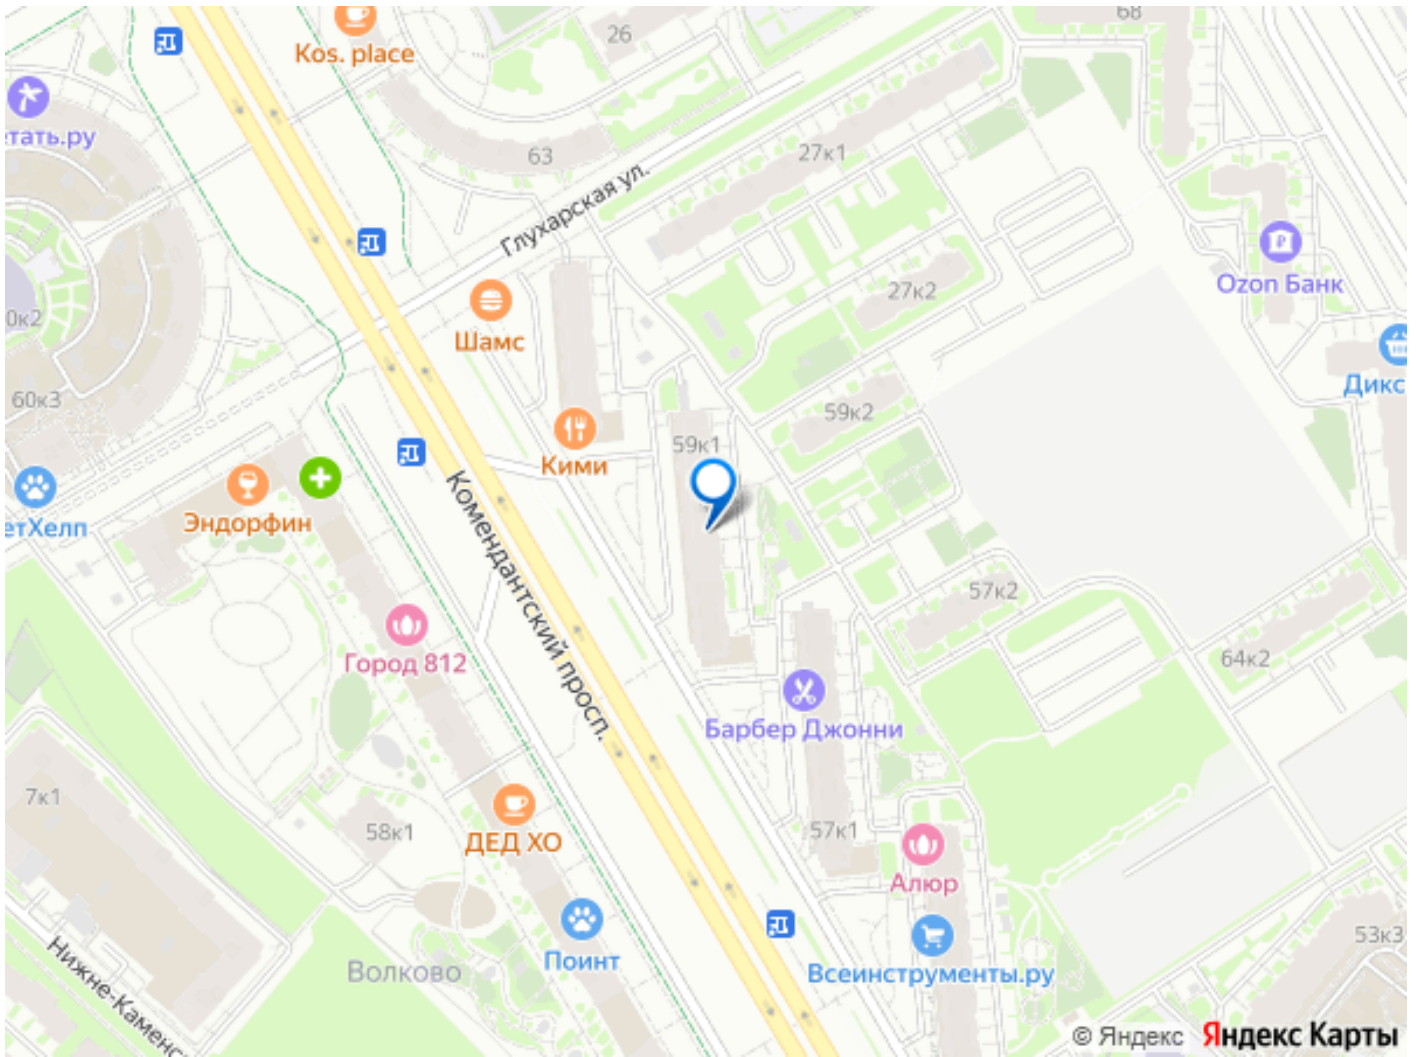 68
26
Kos. place
тать.ру
63
27к1
Глухарская ул.
Ozon Банк
27к2
0к2
Шамс
Дикс
60к3
59к2
59к1
Кими
Эндорфин
етХелп
Комендантский просп.
57к2
Город 812
64к2
Барбер Джонни
7к1
58к1
ДЕД ХО
57к1
Алюр
53к3
Поинт
Волково
Всеинструменты.ру
Нижне-Каменс
© Яндекс Яндекс Карты